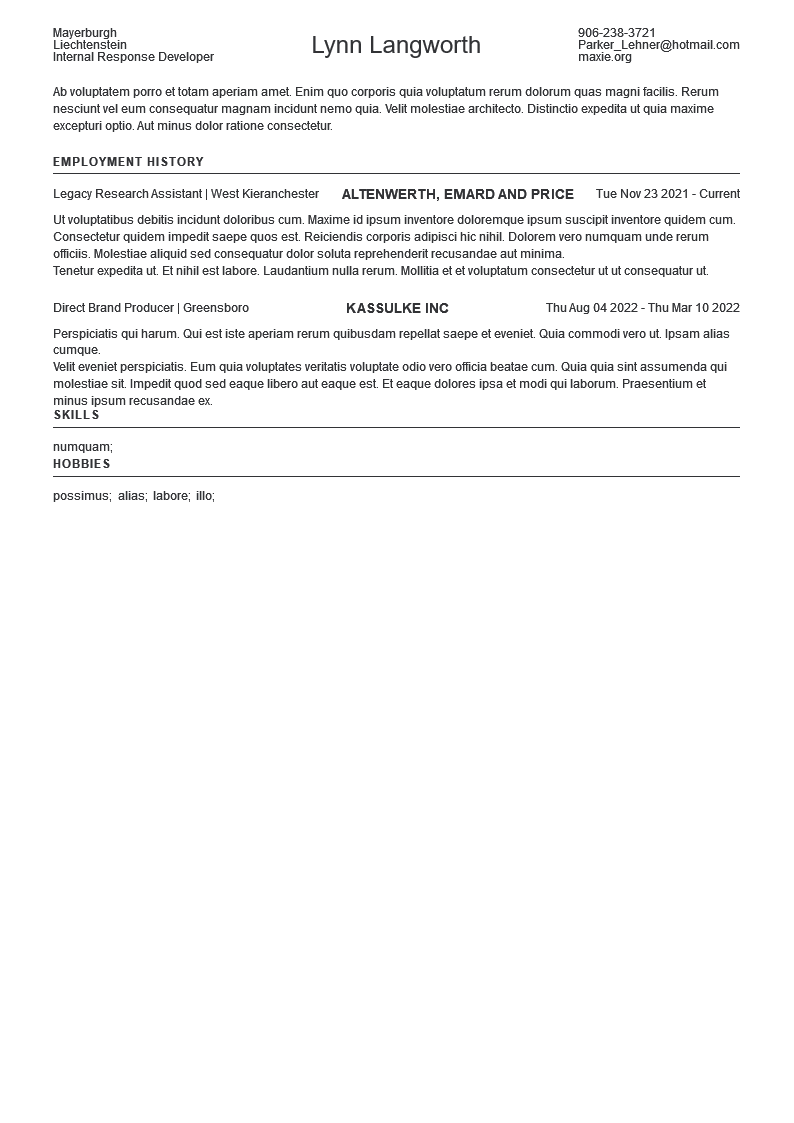 Mayerburgh
Liechtenstein
Internal Response Developer
Lynn Langworth
906-238-3721
Parker_Lehner@hotmail.com
maxie.org
Ab voluptatem porro et totam aperiam amet. Enim quo corporis quia voluptatum rerum dolorum quas magni facilis. Rerum
nesciunt vel eum consequatur magnam incidunt nemo quia. Velit molestiae architecto. Distinctio expedita ut quia maxime
excepturi optio. Aut minus dolor ratione consectetur.
EMPLOYMENT HISTORY
Legacy Research Assistant | West Kieranchester ALTENWERTH, EMARD AND PRICE Tue Nov 23 2021 - Current
Ut voluptatibus debitis incidunt doloribus cum. Maxime id ipsum inventore doloremque ipsum suscipit inventore quidem cum.
Consectetur quidem impedit saepe quos est. Reiciendis corporis adipisci hic nihil. Dolorem vero numquam unde rerum
officiis. Molestiae aliquid sed consequatur dolor soluta reprehenderit recusandae aut minima.
Tenetur expedita ut. Et nihil est labore. Laudantium nulla rerum. Mollitia et et voluptatum consectetur ut ut consequatur ut.
Direct Brand Producer | Greensboro KASSULKE INC Thu Aug 04 2022 - Thu Mar 10 2022
Perspiciatis qui harum. Qui est iste aperiam rerum quibusdam repellat saepe et eveniet. Quia commodi vero ut. Ipsam alias
cumque.
Velit eveniet perspiciatis. Eum quia voluptates veritatis voluptate odio vero officia beatae cum. Quia quia sint assumenda qui
molestiae sit. Impedit quod sed eaque libero aut eaque est. Et eaque dolores ipsa et modi qui laborum. Praesentium et
minus ipsum recusandae ex.
SKILLS
numquam;
HOBBIES
possimus; alias; labore; illo;